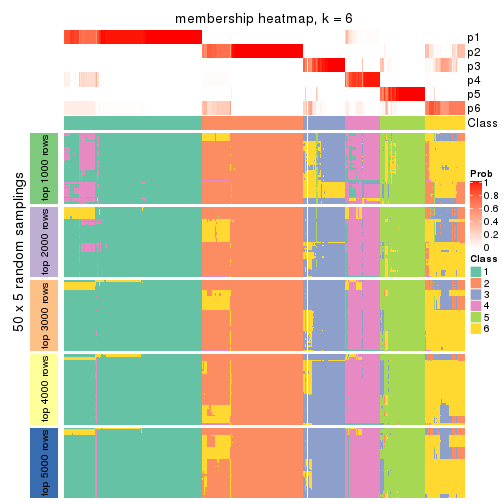 membership heatmap, k = 6
p1
p2
p3
p4
p5
p6
Class
50 x 5 random samplings
top 1000 rows
top 2000 rows
top 3000 rows
top 4000 rows
top 5000 rows
Prob
1
0.8
0.6
0.4
0.2
0
Class
1
2
3
4
5
6